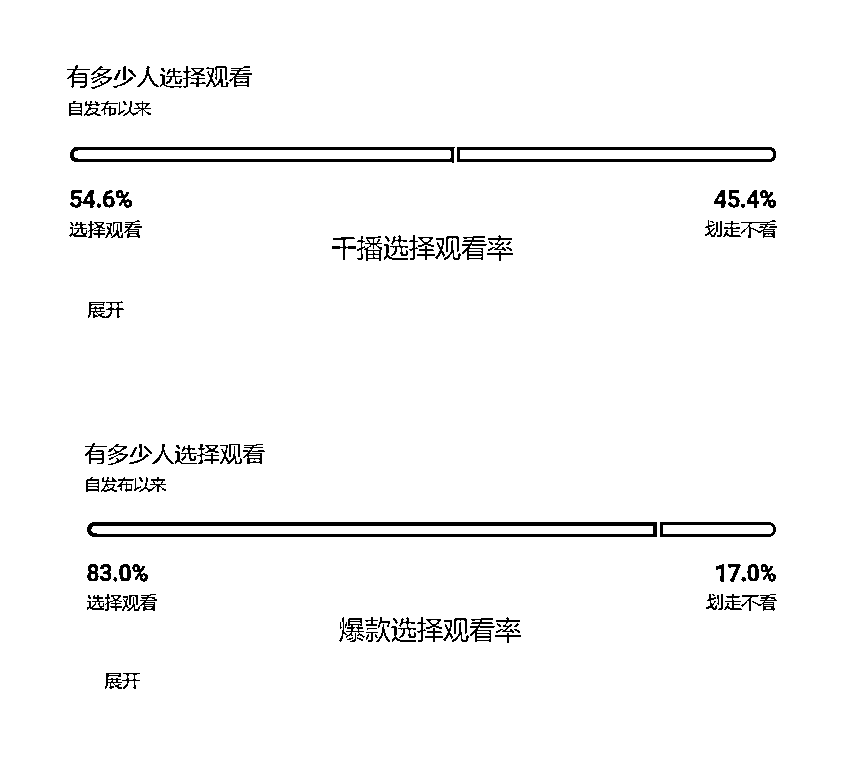 有多少人选择观看
自发布以来
54.6%
45.4%
选择观看
划走不看
千播选择观看率
展开
有多少人选择观看
自发布以来
83.0%
17.0%
选择观看
划走不看
爆款选择观看率
展开